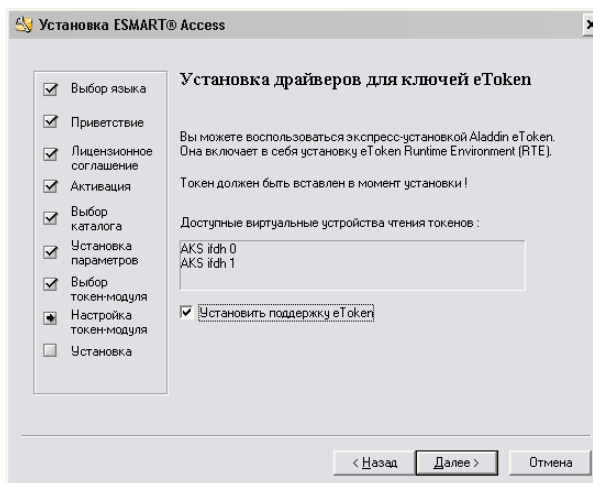 Установка ESMART® Access
Выбор языка
Приветствие
Лицензионное
соглашение
Активация
Выбор
каталога
Установка
параметров
Выбор
токен-модуля
Настройка
токен-модуля
Установка
Установка драйверов для ключей eToken
Вы можете воспользоваться экспресс-установкой Aladdin eToken.
Она включает в себя установку eToken Runtime Environment (RTE).
Токен должен быть вставлен в момент установки !
Доступные виртуальные устройства чтения токенов :
AKS ifdh 0
AKS ifdh 1
Установить поддержку eToken
< Назад
Далее >
Отмена